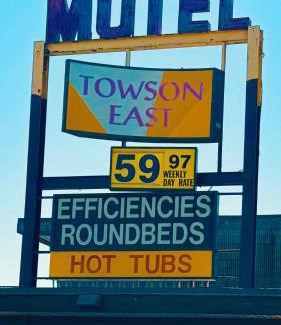 MOTEL
TOWSON
EAST
59 97
WEEKLY
DAY RATE
EFFICIENCIES
ROUNDBEDS
HOT TUBS